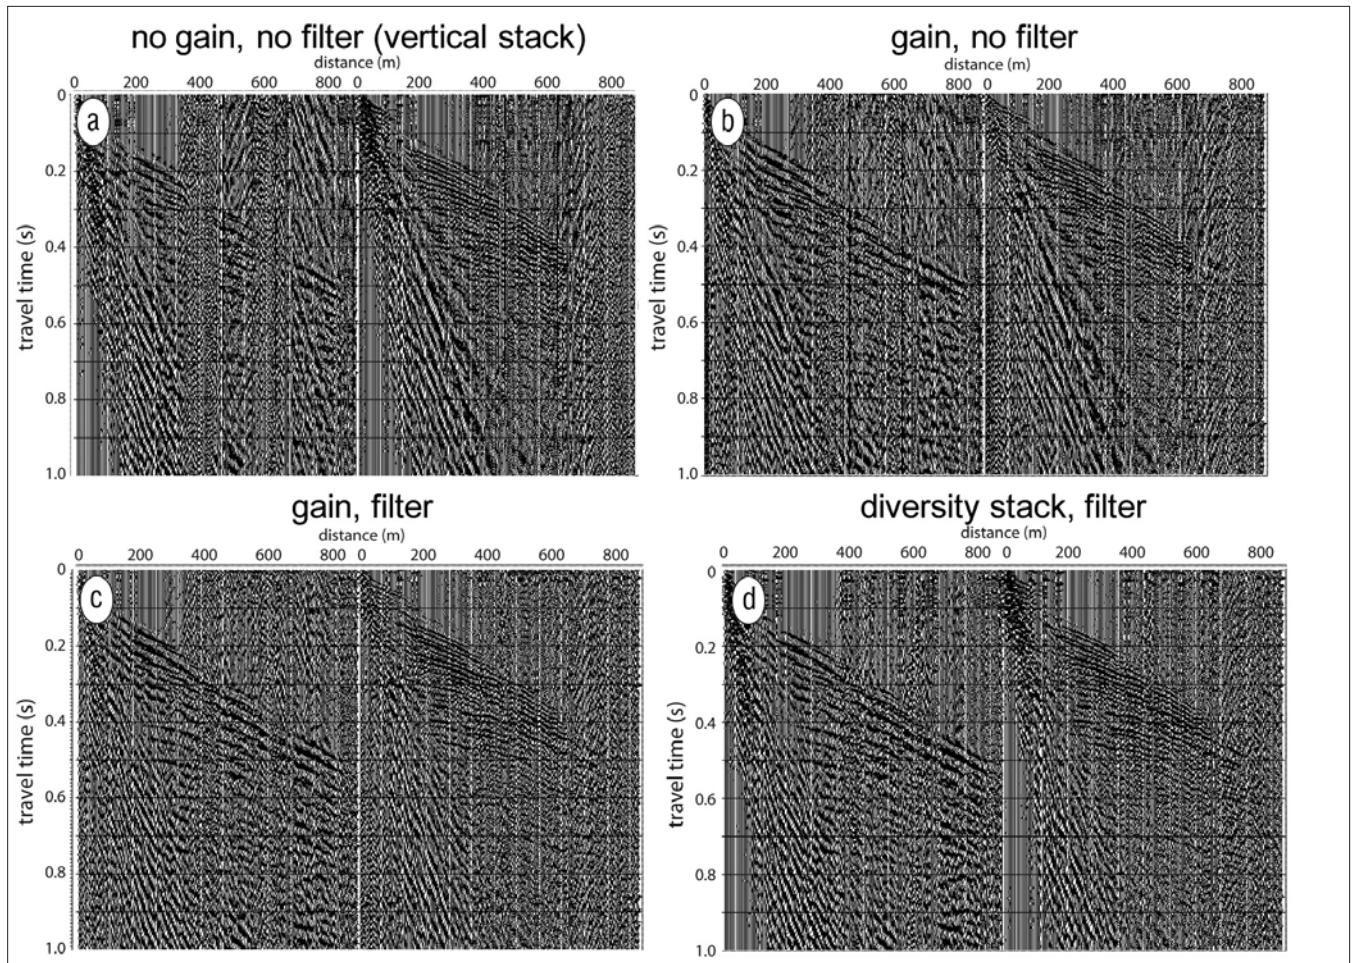 no gain, no filter (vertical stack)
distance (m)
0 200 400 600 800 0 200 400 600 800
a
0
0.2
0.4
0.6
0.8
1.0
travel time (s)
gain, no filter
distance (m)
0 200 400 600 800 0 200 400 600 800
b
0
0.2
0.4
0.6
0.8
1.0
travel time (s)
gain, filter
distance (m)
0 200 400 600 800 0 200 400 600 800
c
0
0.2
0.4
0.6
0.8
1.0
travel time (s)
diversity stack, filter
distance (m)
0 200 400 600 800 0 200 400 600 800
d
0
0.2
0.4
0.6
0.8
1.0
travel time (s)